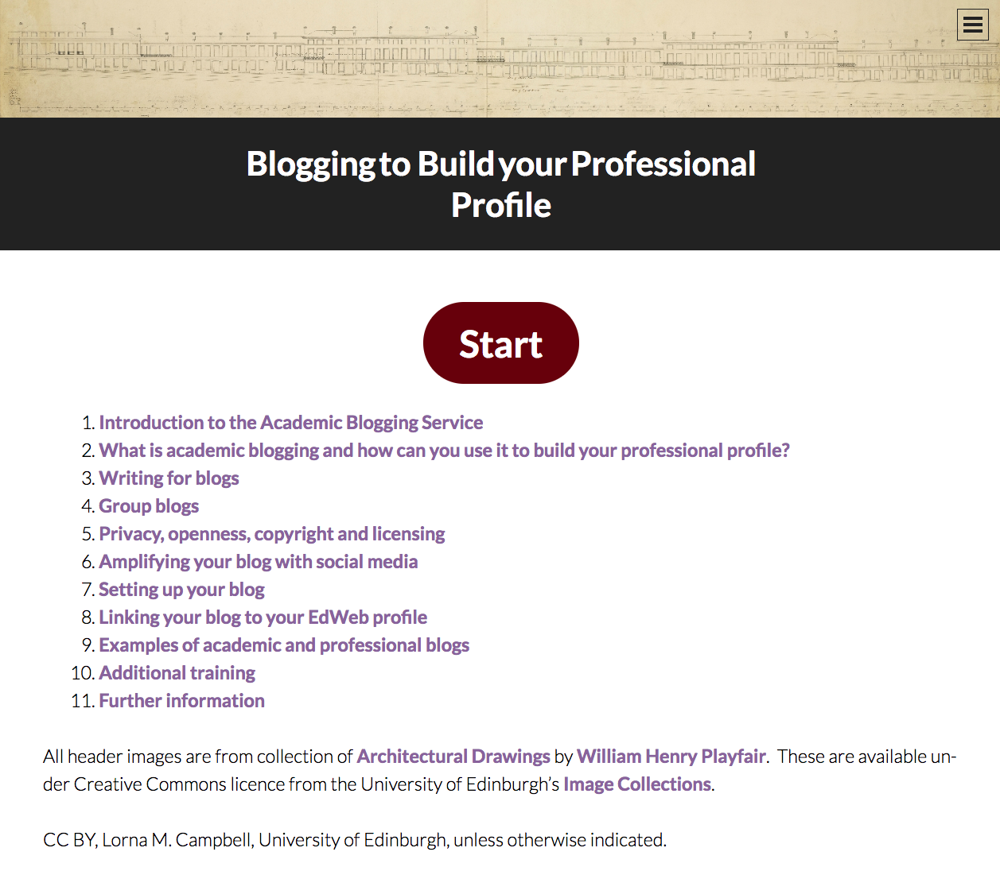 Blogging to Build your Professional
Profile
Start
1. Introduction to the Academic Blogging Service
2. What is academic blogging and how can you use it to build your professional profile?
3. Writing for blogs
4. Group blogs
5. Privacy, openness, copyright and licensing
6. Amplifying your blog with social media
7. Setting up your blog
8. Linking your blog to your EdWeb profile
9. Examples of academic and professional blogs
10. Additional training
11. Further information
All header images are from collection of Architectural Drawings by William Henry Playfair.  These are available un-
der Creative Commons licence from the University of Edinburgh’s Image Collections.
CC BY, Lorna M. Campbell, University of Edinburgh, unless otherwise indicated.